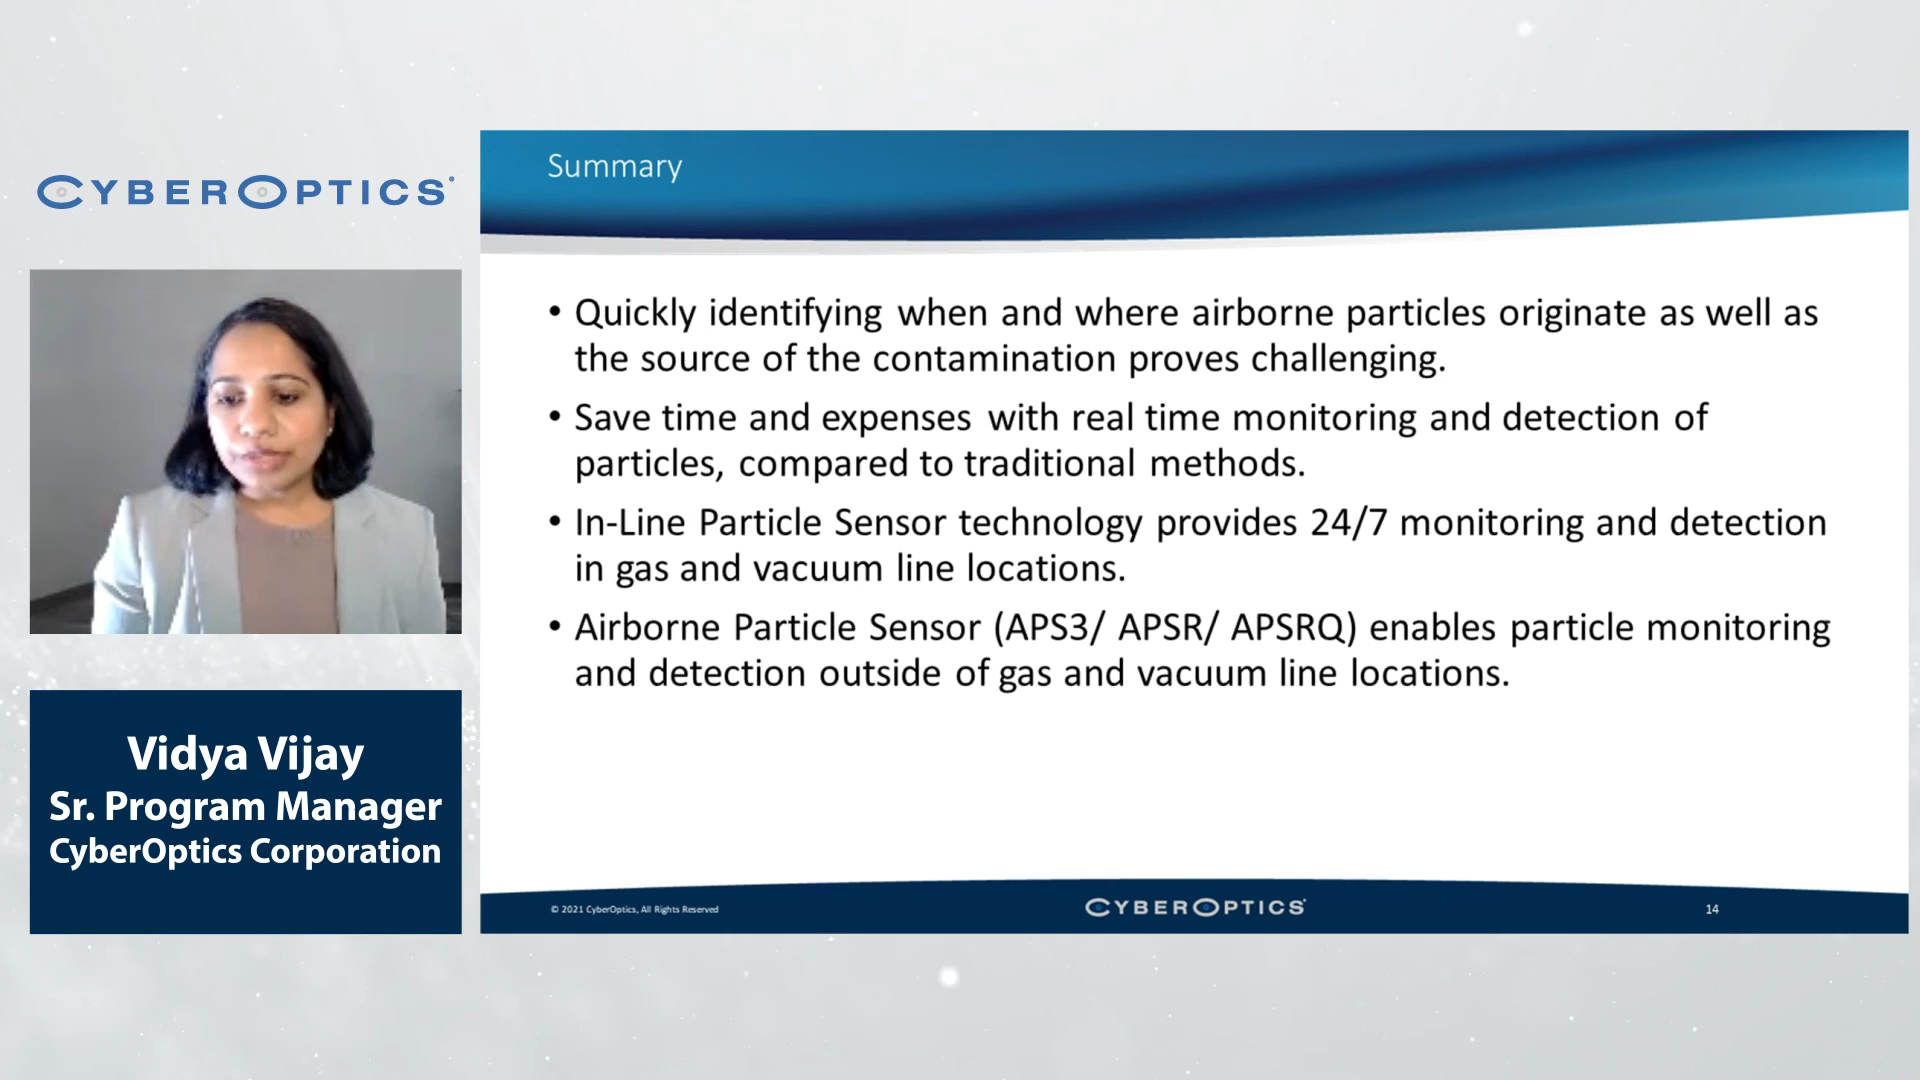 CYBEROPTICS
Vidya Vijay
Sr. Program Manager
CyberOptics Corporation
Summary
• Quickly identifying when and where airborne particles originate as well as
the source of the contamination proves challenging.
• Save time and expenses with real time monitoring and detection of
particles, compared to traditional methods.
• In-Line Particle Sensor technology provides 24/7 monitoring and detection
in gas and vacuum line locations.
• Airborne Particle Sensor (APS3/ APSR/ APSRQ) enables particle monitoring
and detection outside of gas and vacuum line locations.
© 2021 CyberOptics, All Rights Reserved
CYBEROPTICS
14